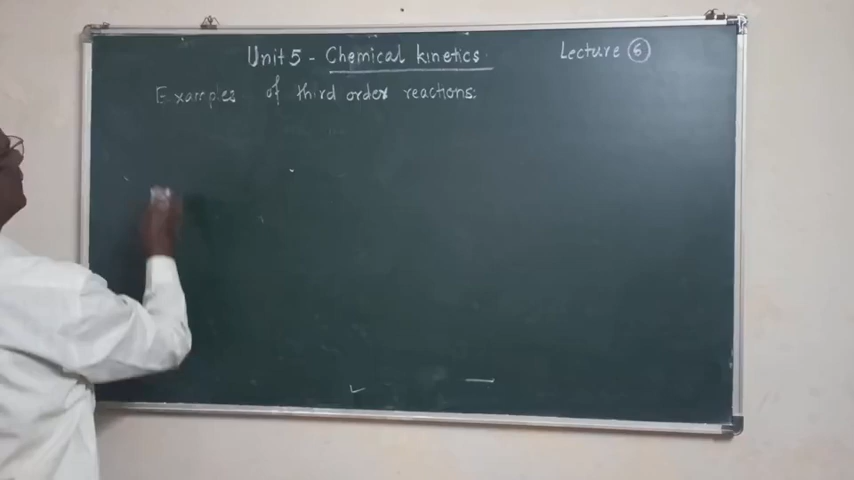 Unit 5 - Chemical kinetics Lecture 6
Examples of third order reactions: